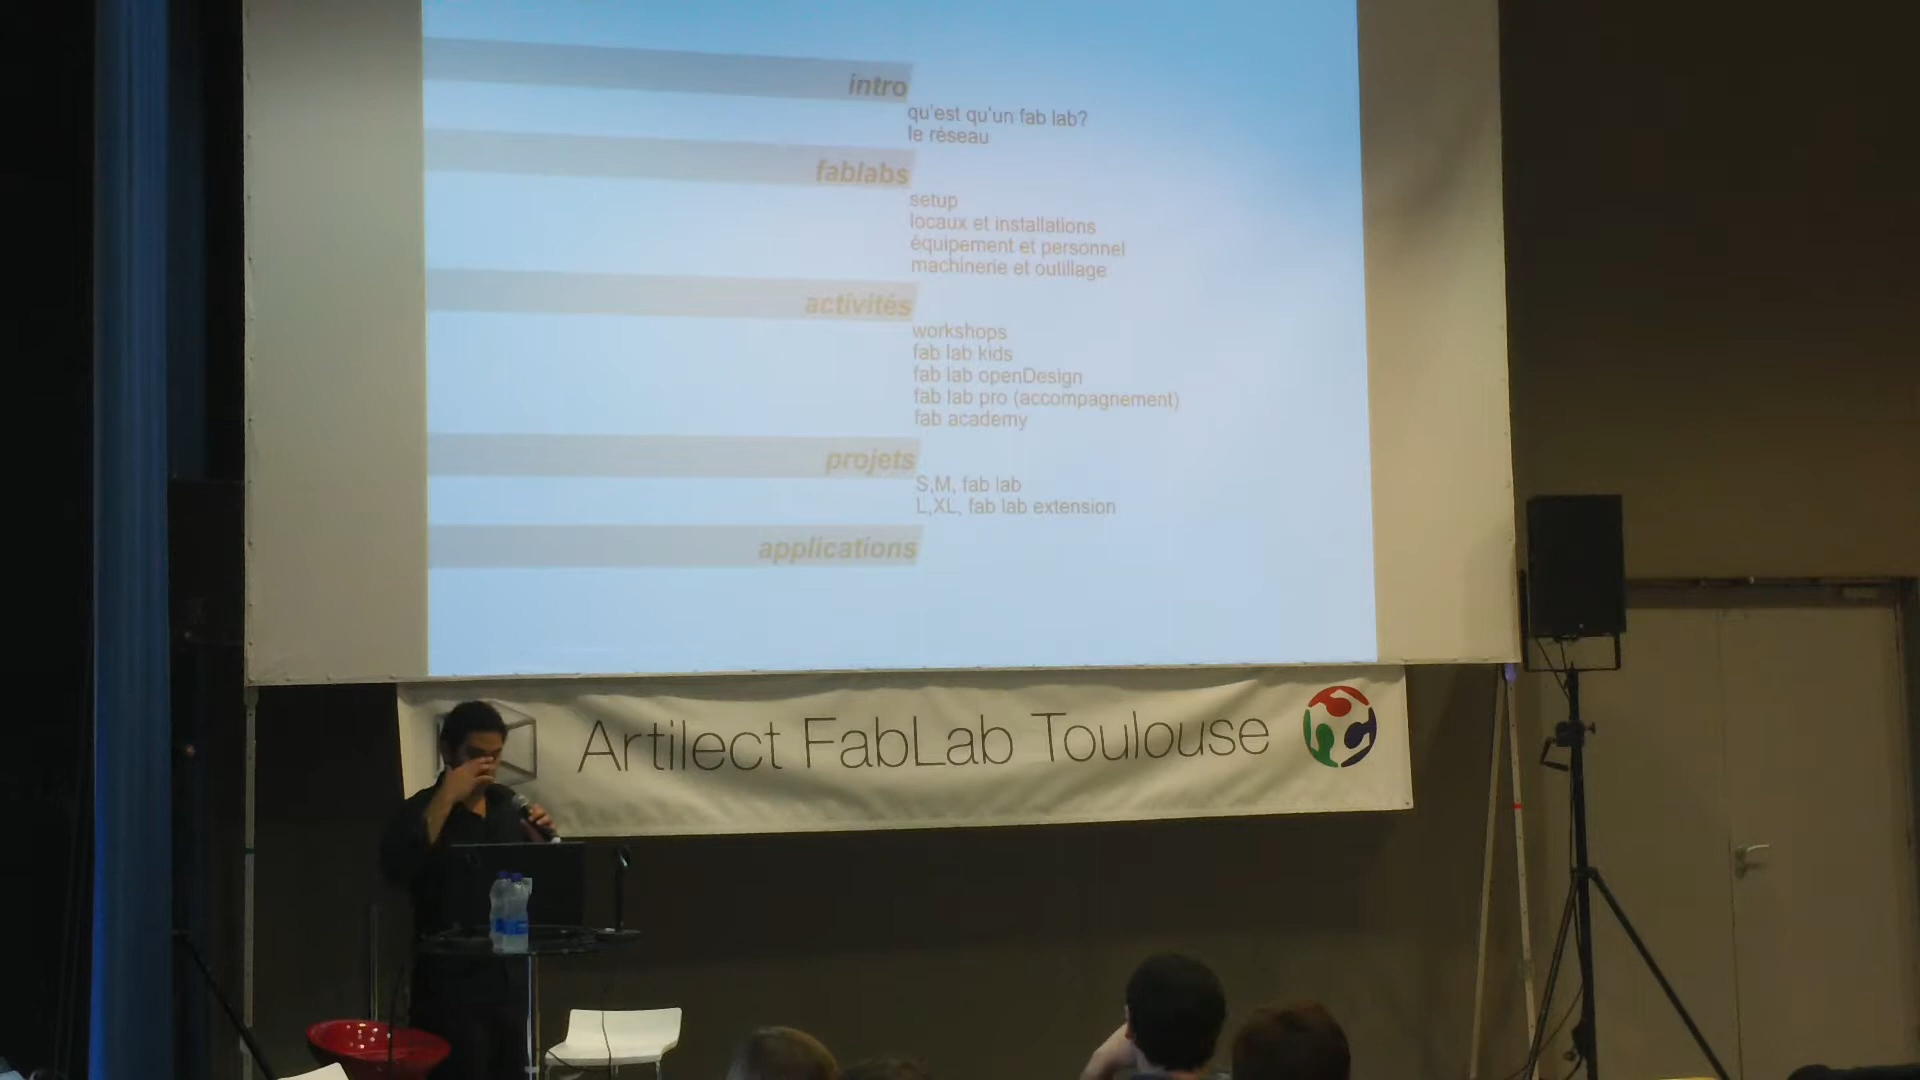 intro
qu'est qu'un fab lab?
le réseau
fablabs
setup
locaux et installations
équipement et personnel
machinerie et outillage
activités
workshops
fab lab kids
fab lab openDesign
fab lab pro (accompagnement)
fab academy
projets
S,M, fab lab
L,XL, fab lab extension
applications
Artilect FabLab Toulouse